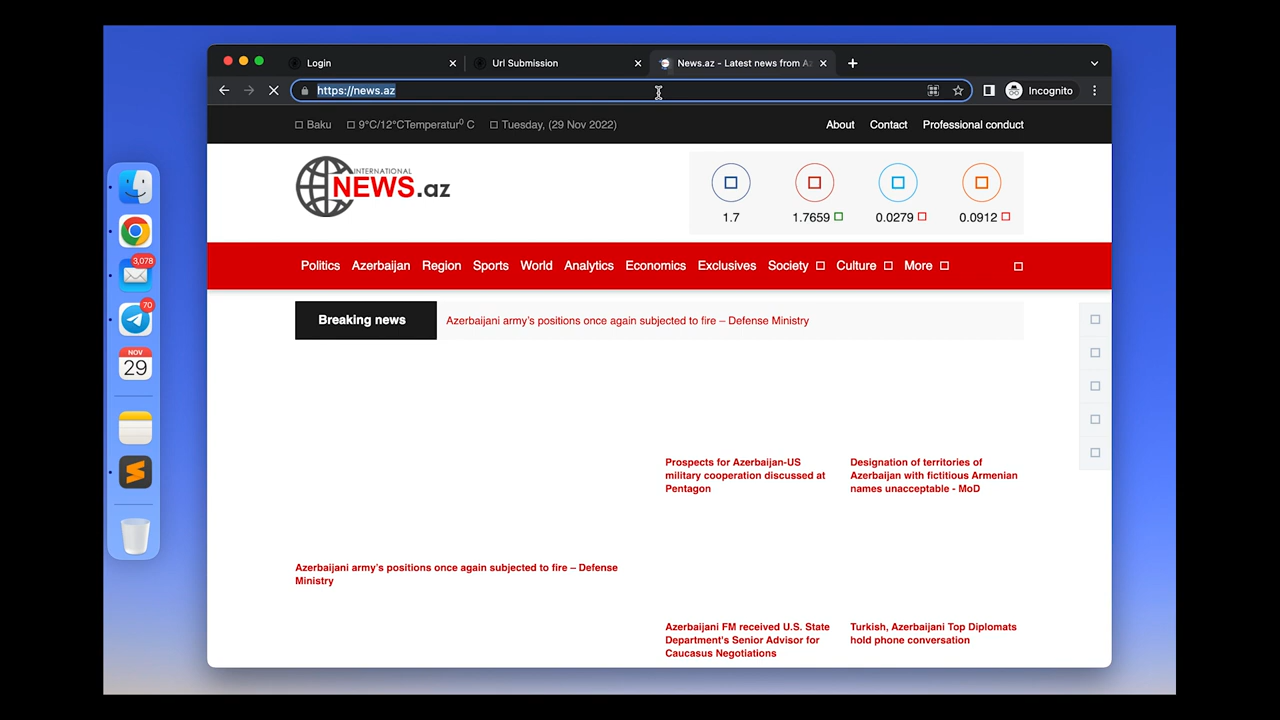 Login
Url Submission
News.az - Latest news from A
https://news.az
Incognito
Baku
9°C/12°CTemperatur⁰ C
Tuesday, (29 Nov 2022)
About
Contact
Professional conduct
INTERNATIONAL
NEWS.az
1.7
1.7659
0.0279
0.0912
Politics
Azerbaijan
Region
Sports
World
Analytics
Economics
Exclusives
Society
Culture
More
3,078
70
NOV
29
Breaking news
Azerbaijani army's positions once again subjected to fire – Defense Ministry
Prospects for Azerbaijan-US
military cooperation discussed at
Pentagon
Designation of territories of
Azerbaijan with fictitious Armenian
names unacceptable - MoD
Azerbaijani army's positions once again subjected to fire – Defense
Ministry
Azerbaijani FM received U.S. State
Department's Senior Advisor for
Caucasus Negotiations
Turkish, Azerbaijani Top Diplomats
hold phone conversation